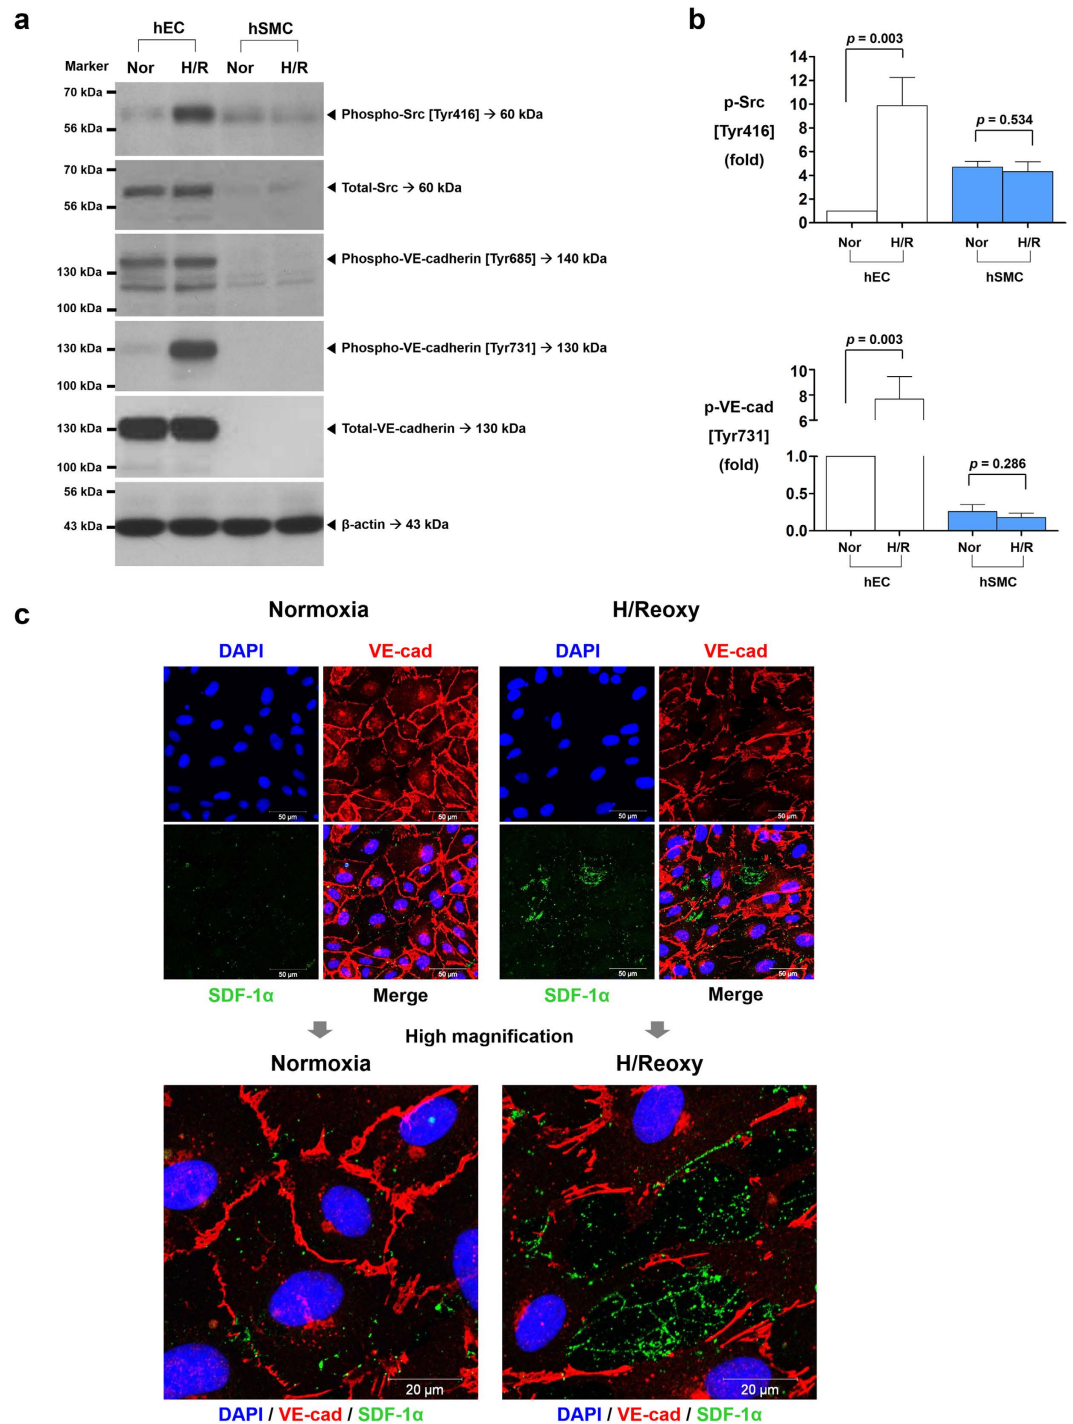 a
hEC hSMC
Marker Nor H/R Nor H/R
70 kDa
56 kDa
Phospho-Src [Tyr416] → 60 kDa
70 kDa
56 kDa
Total-Src → 60 kDa
130 kDa
100 kDa
Phospho-VE-cadherin [Tyr685] → 140 kDa
130 kDa
100 kDa
Phospho-VE-cadherin [Tyr731] → 130 kDa
130 kDa
100 kDa
Total-VE-cadherin → 130 kDa
56 kDa
43 kDa
β-actin → 43 kDa
b
p-Src
[Tyr416]
(fold)
14
12
10
8
6
4
2
0
p = 0.003
p = 0.534
Nor H/R Nor H/R
hEC hSMC
p-VE-cad
[Tyr731]
(fold)
10
8
6
1.0
0.5
0.0
p = 0.003
p = 0.286
Nor H/R Nor H/R
hEC hSMC
c
Normoxia H/Reoxy
DAPI VE-cad DAPI VE-cad
50 µm 50 µm 50 µm 50 µm
50 µm 50 µm 50 µm 50 µm
SDF-1α Merge SDF-1α Merge
High magnification
Normoxia H/Reoxy
20 µm 20 µm
DAPI / VE-cad / SDF-1α DAPI / VE-cad / SDF-1α